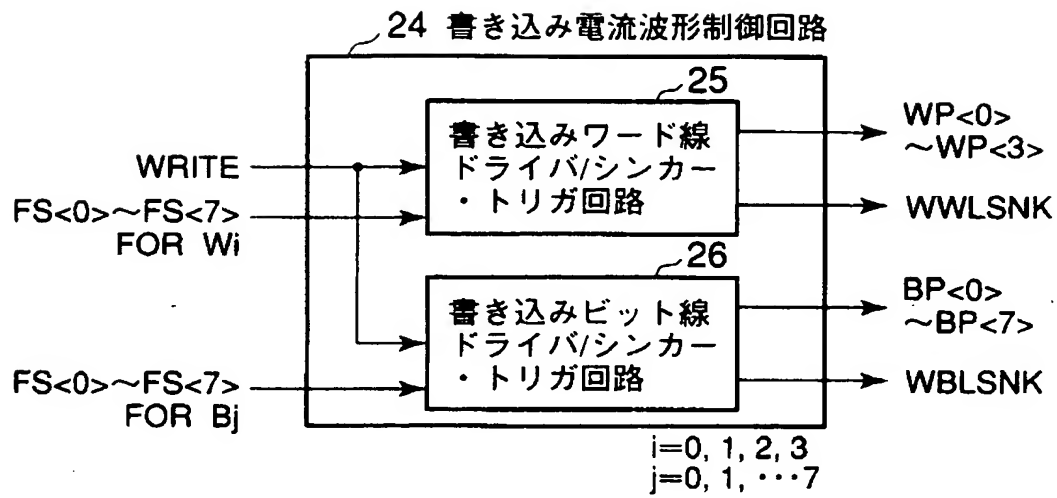 24 書き込み電流波形制御回路
25
書き込みワード線
ドライバ/シンカー
・トリガ回路
WRITE
FS<0>～FS<7>
FOR Wi
WP<0>
～WP<3>
WWLSNK
26
書き込みビット線
ドライバ/シンカー
・トリガ回路
FS<0>～FS<7>
FOR Bj
BP<0>
～BP<7>
WBLSNK
i=0, 1, 2, 3
j=0, 1, ・・・7